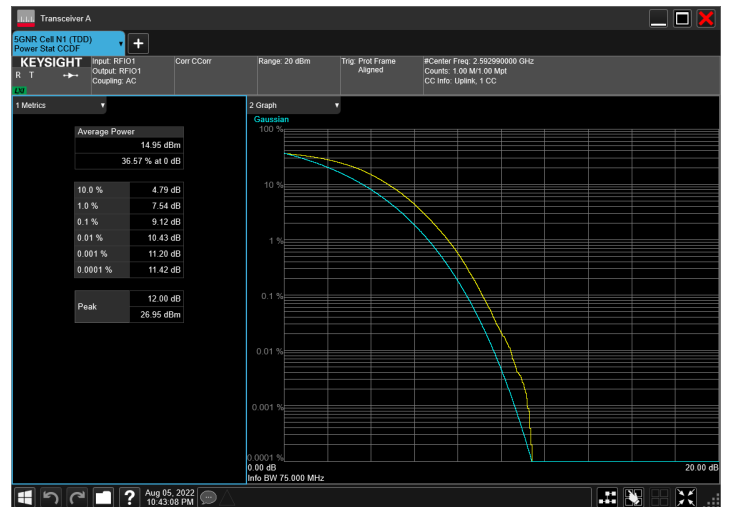 Transceiver A
5GNR Cell N1 (TDD)
Power Stat CCDF
KEYSIGHT
R T
LXI
Input: RFIO1
Output: RFIO1
Coupling: AC
Corr CCorr
Range: 20 dBm
Trig: Prot Frame
Aligned
#Center Freq: 2.592990000 GHz
Counts: 1.00 M/1.00 Mpt
CC Info: Uplink, 1 CC
1 Metrics
Average Power
14.95 dBm
36.57 % at 0 dB
10.0 % 4.79 dB
1.0 % 7.54 dB
0.1 % 9.12 dB
0.01 % 10.43 dB
0.001 % 11.20 dB
0.0001 % 11.42 dB
Peak
12.00 dB
26.95 dBm
2 Graph
Gaussian
100 %
10 %
1 %
0.1 %
0.01 %
0.001 %
0.0001 %
0.00 dB 20.00 dB
Info BW 75.000 MHz
?
Aug 05, 2022
10:43:08 PM